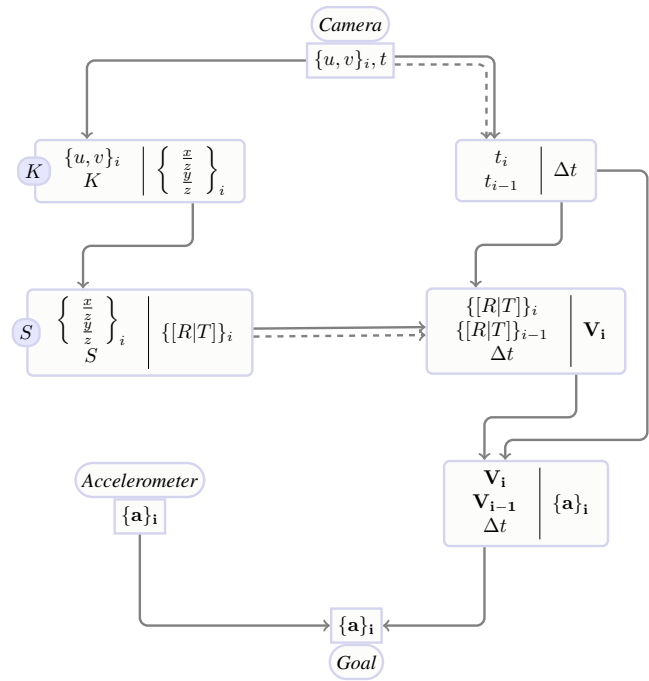 Camera
{u, v}_i, t
K
{u, v}_i
K
{ x/z y/z }_i
t_i
t_{i−1}
Δt
S
{ x/z y/z }_i
S
{[R|T]}_i
{[R|T]}_i
{[R|T]}_{i−1}
Δt
V_i
Accelerometer
{a}_i
V_i
V_{i−1}
Δt
{a}_i
{a}_i
Goal